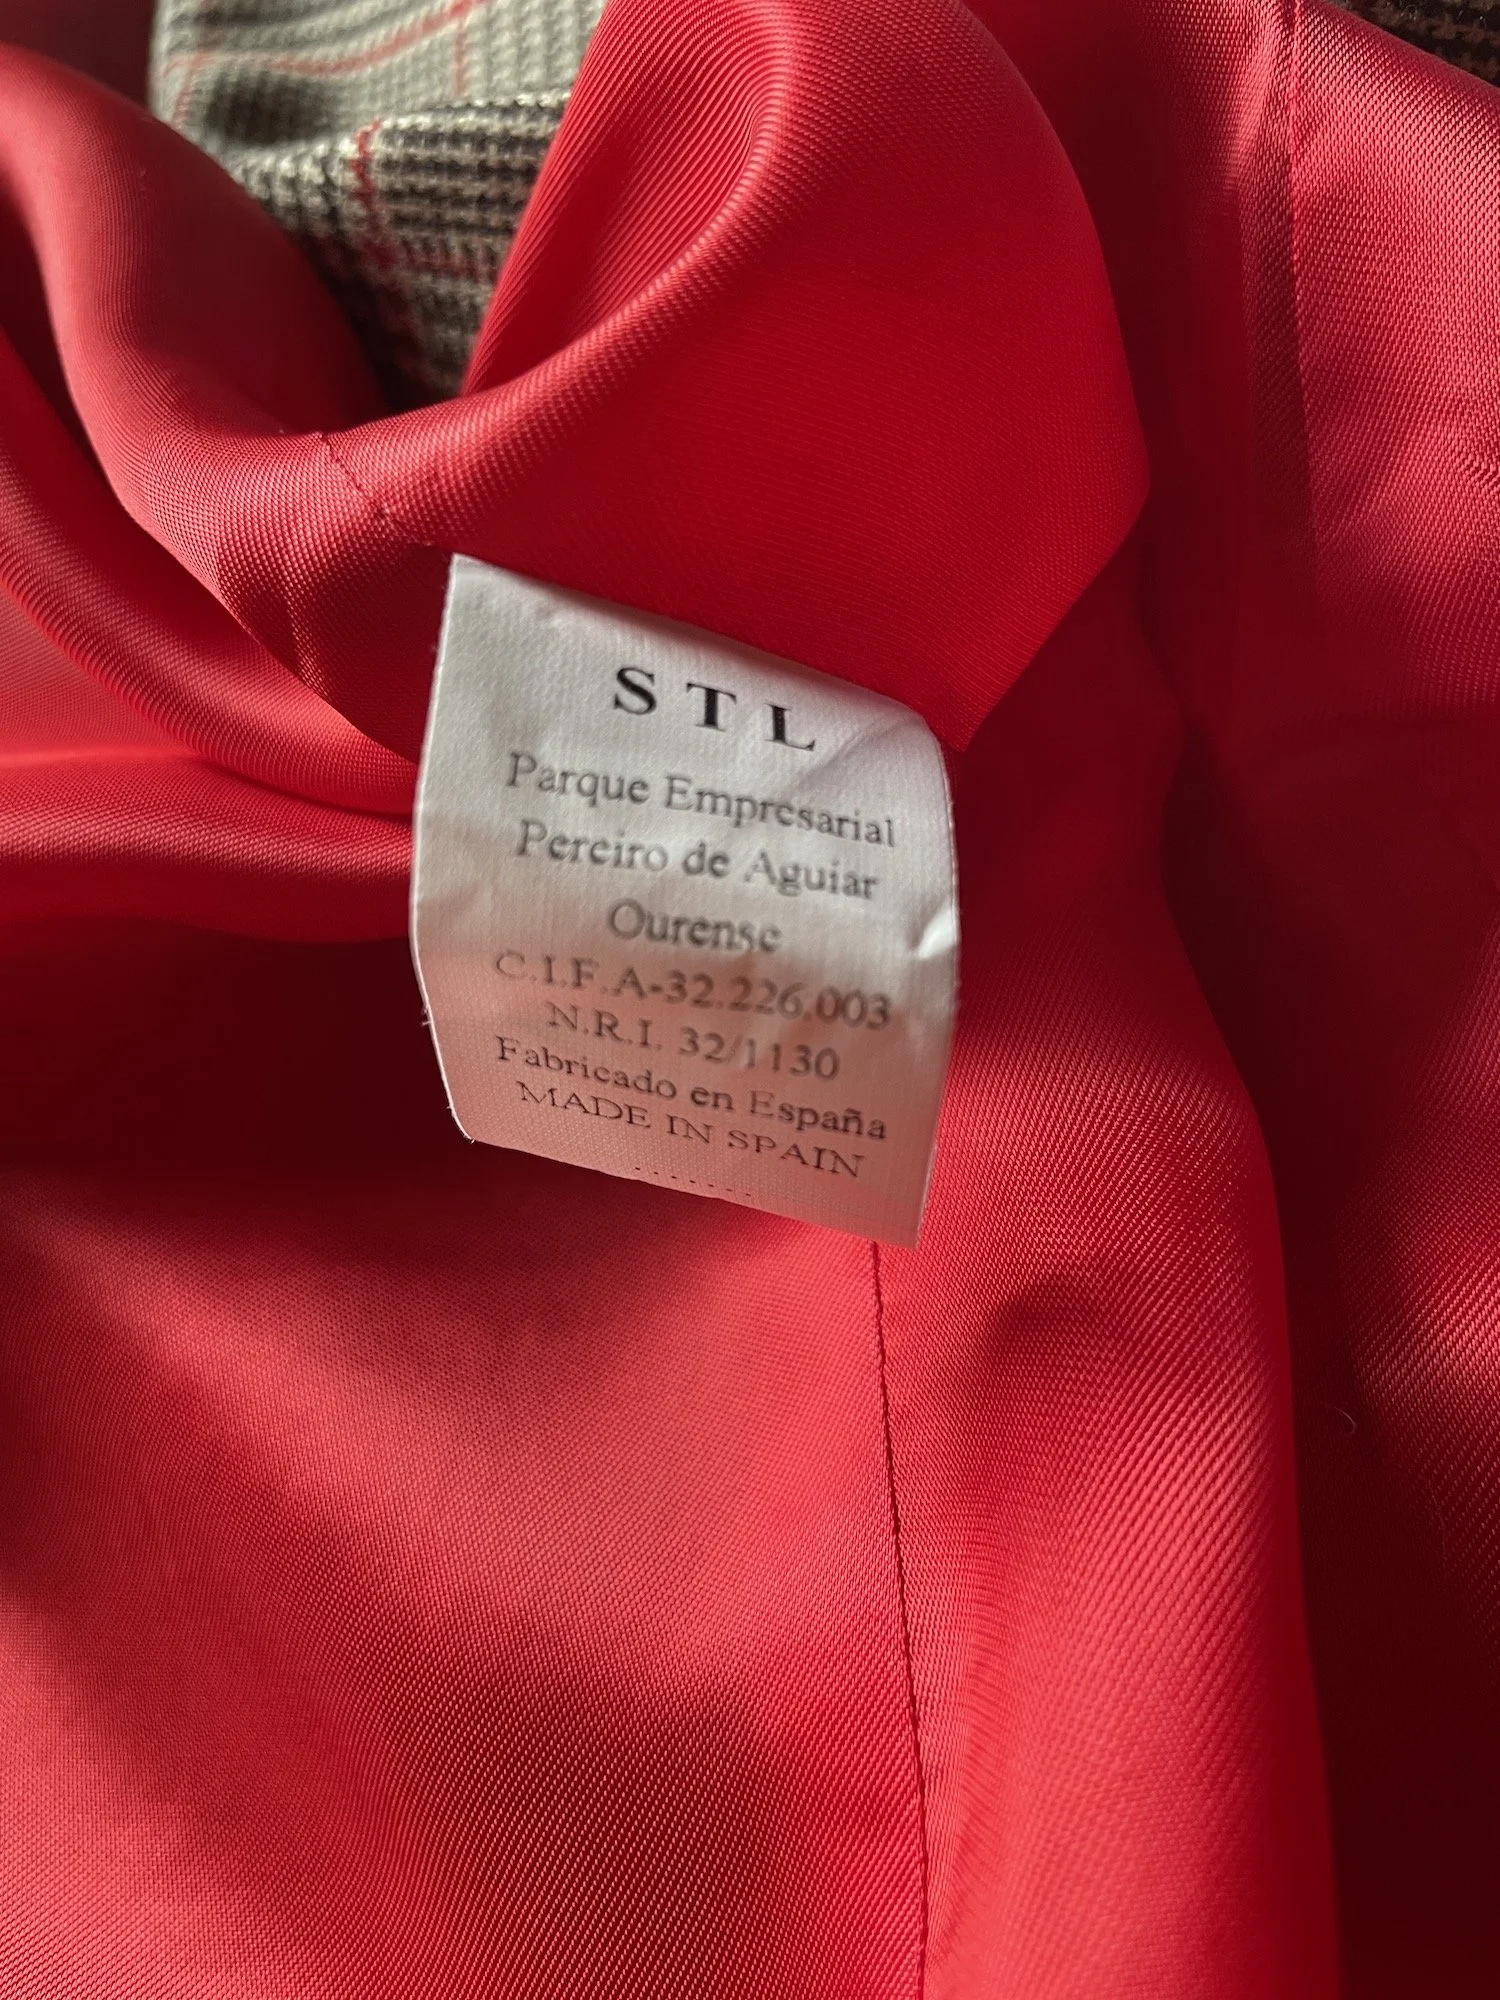 STL
Parque Empresarial
Pereiro de Aguiar
Ourense
C.I.F.A-32.226.003
N.R.I. 32/1130
Fabricado en España
MADE IN SPAIN
.......